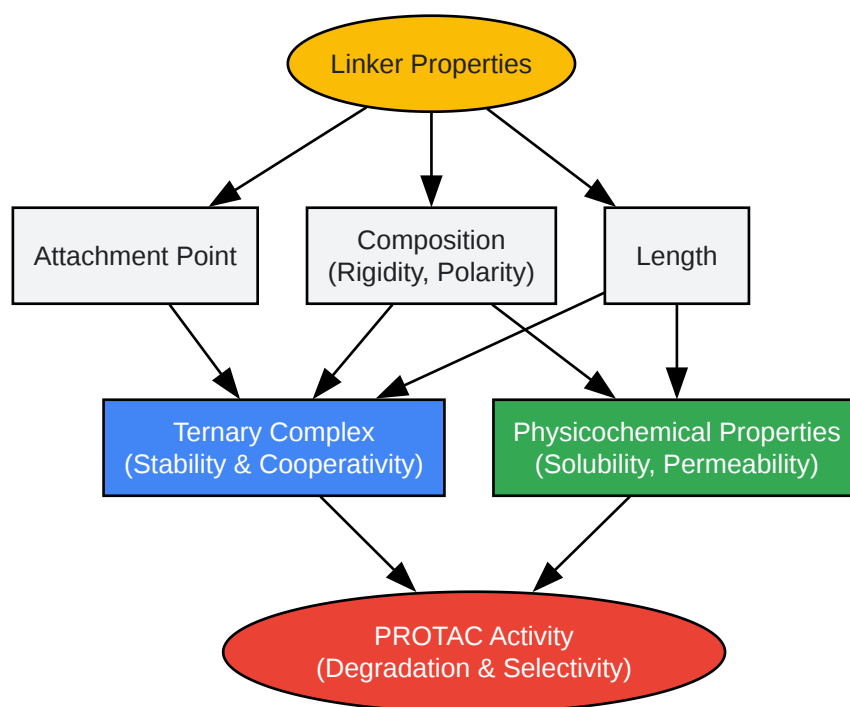 Linker Properties
Attachment Point
Composition
(Rigidity, Polarity)
Length
Ternary Complex
(Stability & Cooperativity)
Physicochemical Properties
(Solubility, Permeability)
PROTAC Activity
(Degradation & Selectivity)